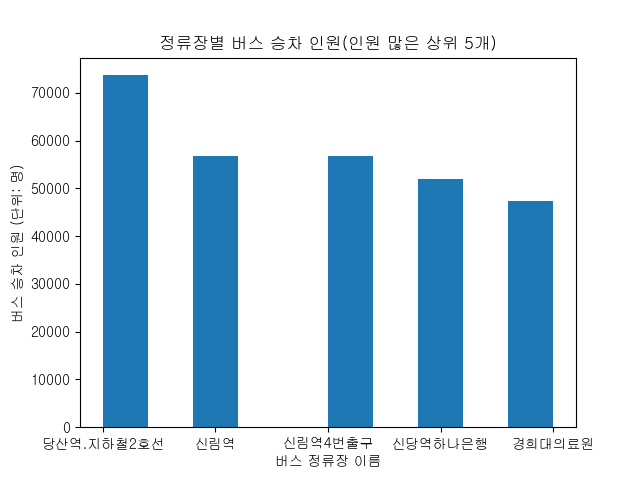 정류장별 버스 승차 인원(인원 많은 상위 5개)
버스 승차 인원 (단위: 명)
70000
60000
50000
40000
30000
20000
10000
0
당산역.지하철2호선 신림역 신림역4번출구 신당역하나은행 경희대의료원
버스 정류장 이름